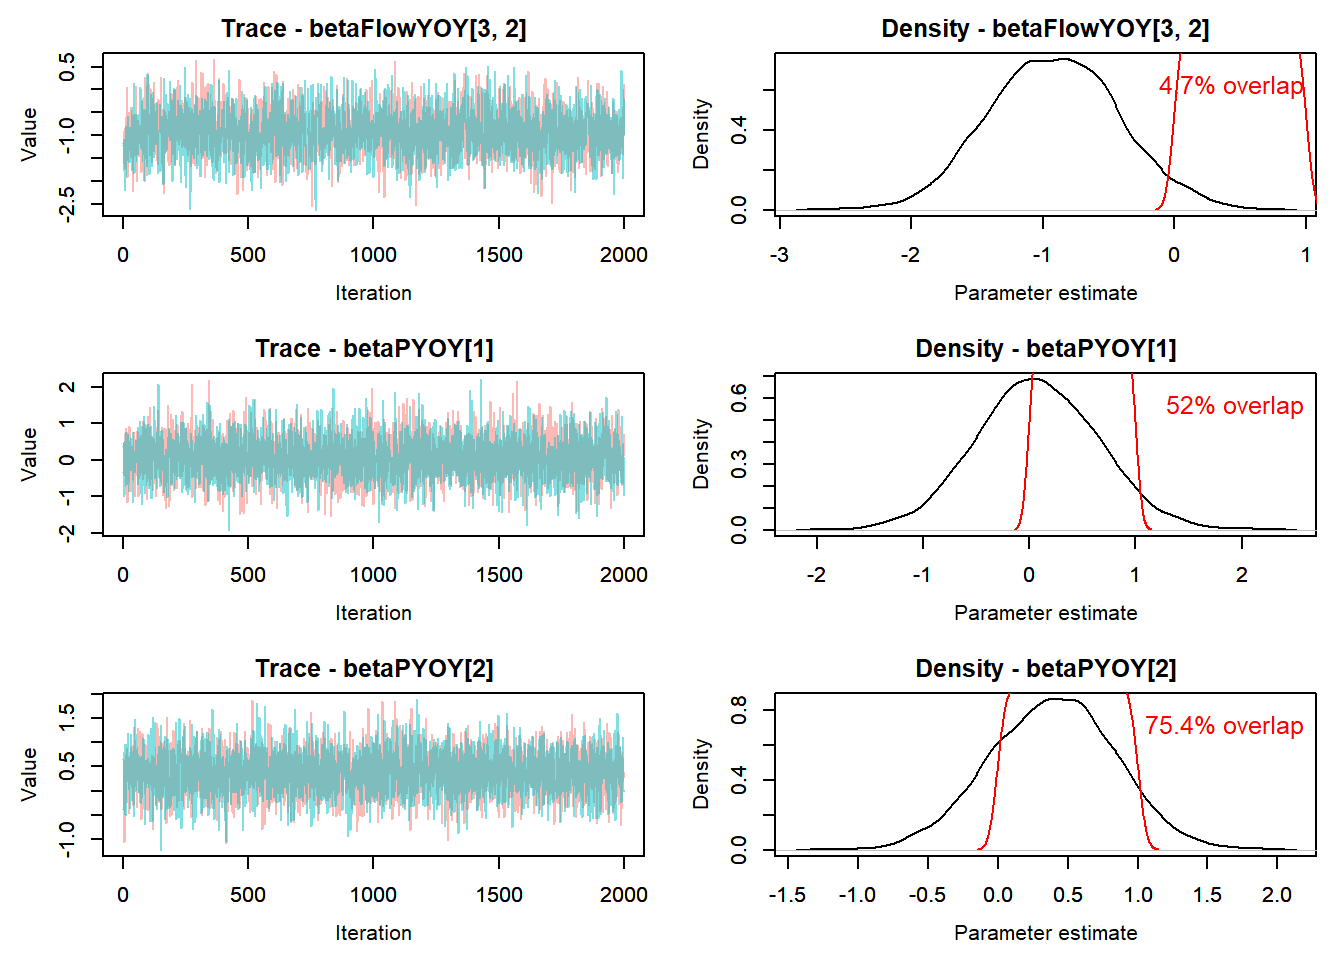 Trace - betaFlowYOY[3, 2]
Value
0.5
-1.0
-2.5
0 500 1000 1500 2000
Iteration
Density - betaFlowYOY[3, 2]
Density
0.4
0.0
4.7% overlap
-3 -2 -1 0 1
Parameter estimate
Trace - betaPYOY[1]
Value
2
1
0
-1
-2
0 500 1000 1500 2000
Iteration
Density - betaPYOY[1]
Density
0.6
0.3
0.0
52% overlap
-2 -1 0 1 2
Parameter estimate
Trace - betaPYOY[2]
Value
1.5
0.5
-1.0
0 500 1000 1500 2000
Iteration
Density - betaPYOY[2]
Density
0.8
0.4
0.0
75.4% overlap
-1.5 -1.0 -0.5 0.0 0.5 1.0 1.5 2.0
Parameter estimate